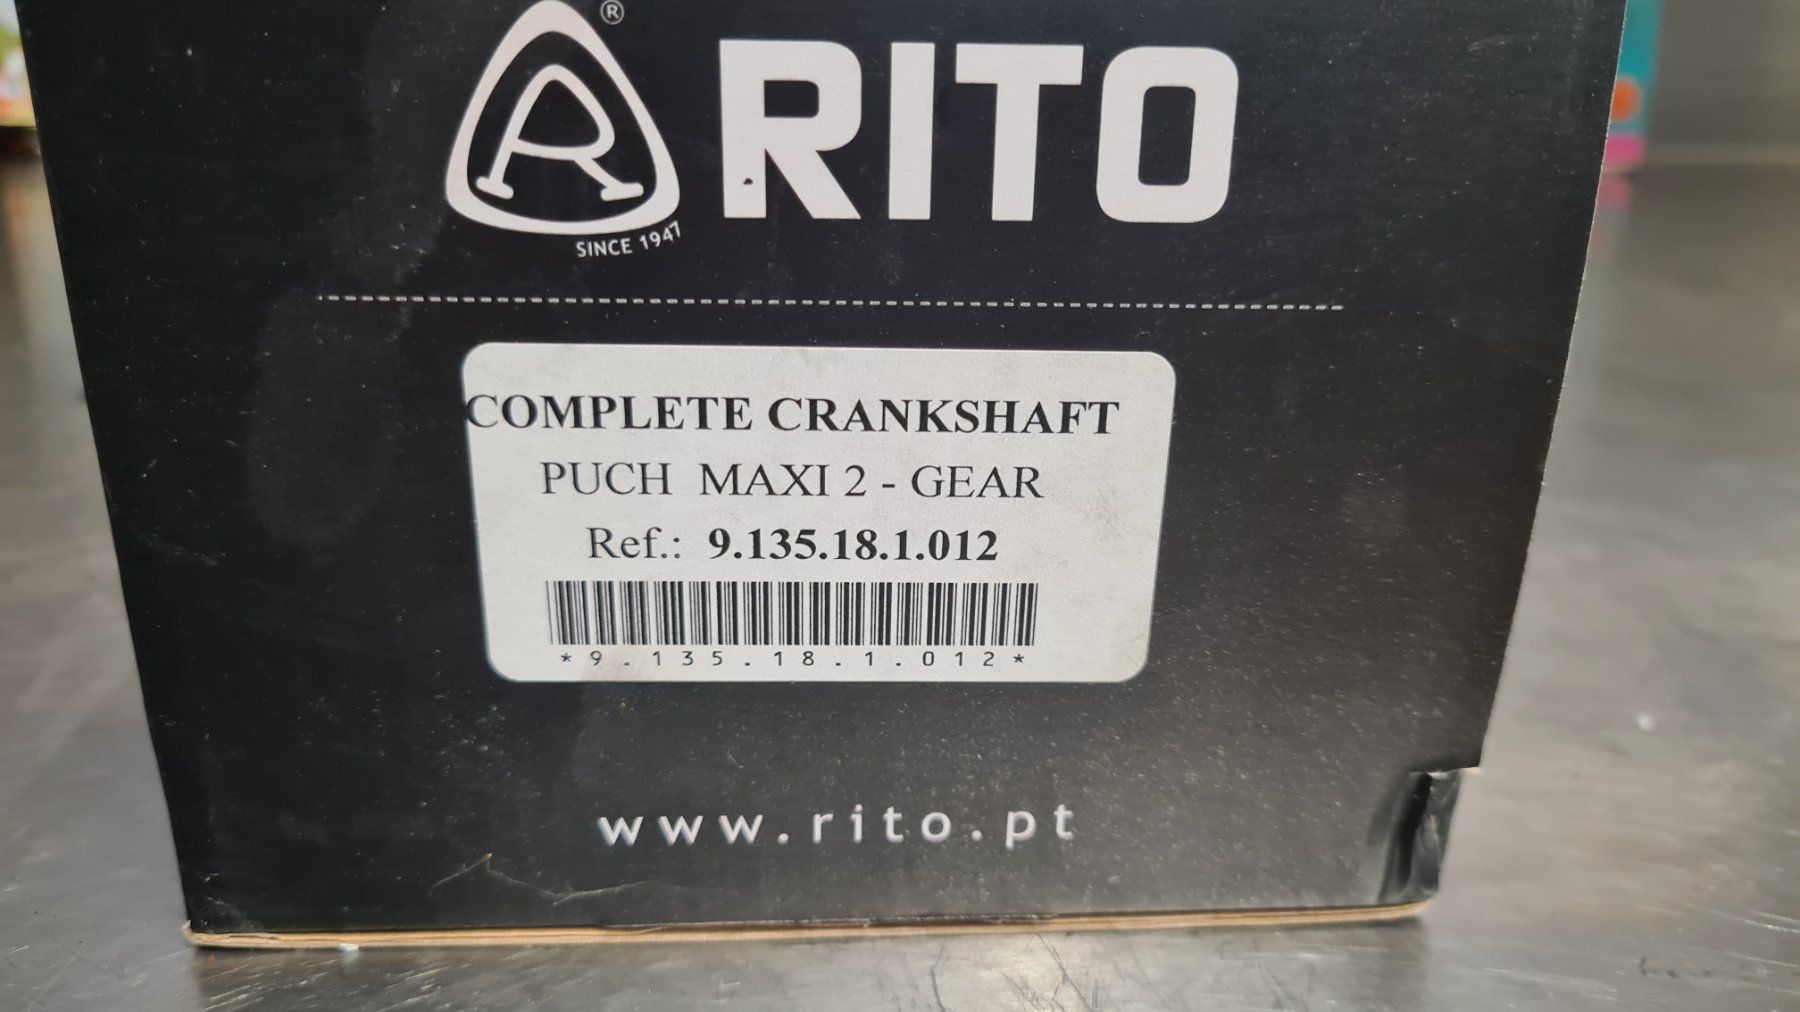 ®
R RITO
SINCE 1947
COMPLETE CRANKSHAFT
PUCH MAXI 2 - GEAR
Ref.: 9.135.18.1.012
*9.135.18.1.012*
www.rito.pt